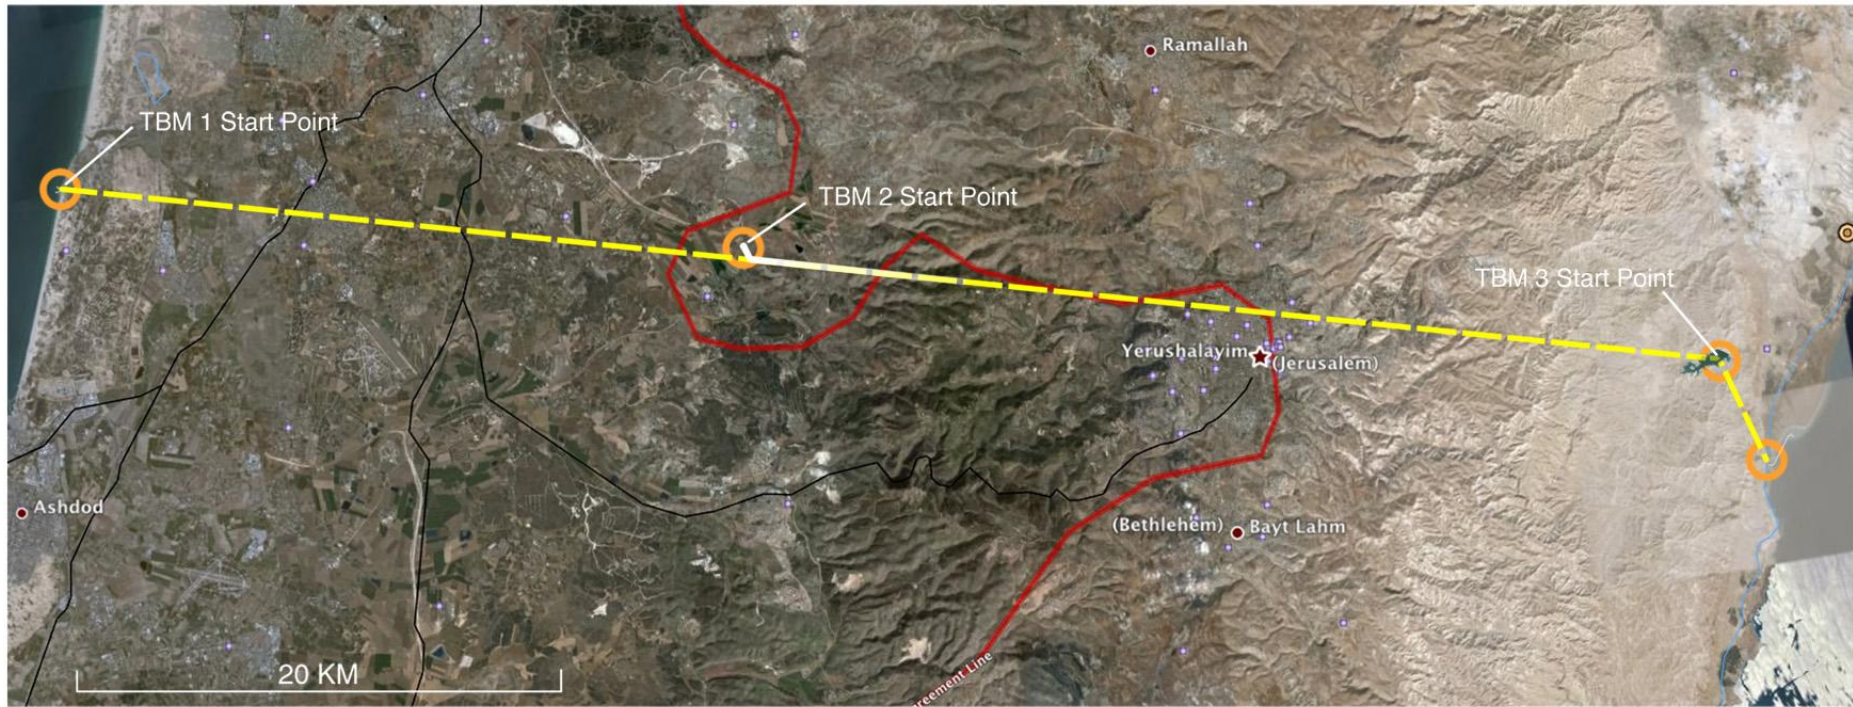 Ramallah
TBM 1 Start Point
TBM 2 Start Point
TBM 3 Start Point
Yerushalayim
(Jerusalem)
Ashdod
(Bethlehem)
Bayt Lahm
20 KM
reement Line